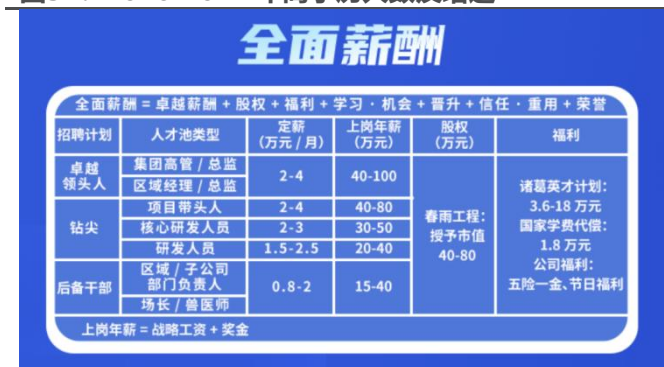 全面薪酬
全面薪酬 = 卓越薪酬 + 股权 + 福利 + 学习 · 机会 + 晋升 + 信任 · 重用 + 荣誉
招聘计划 人才池类型 定薪 (万元 / 月) 上岗年薪 (万元) 股权 (万元) 福利
卓越 领头人 集团高管 / 总监 2-4 40-100
区域经理 / 总监
钻尖 项目带头人 2-4 40-80
核心研发人员 2-3 30-50
研发人员 1.5-2.5 20-40
后备干部 区域 / 子公司 部门负责人 0.8-2 15-40
场长 / 兽医师
春雨工程:
授予市值
40-80
诸葛英才计划:
3.6-18 万元
国家学费代偿:
1.8 万元
公司福利:
五险一金、节日福利
上岗年薪 = 战略工资 + 奖金